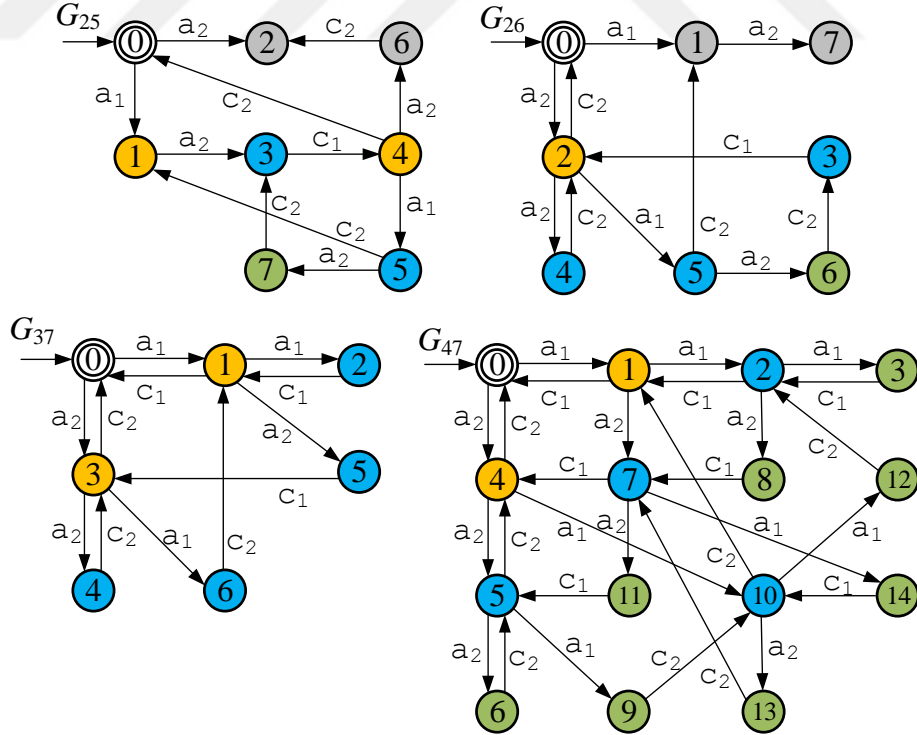 G25 0 a2 2 c2 6
a1 c2 a2
1 a2 3 c1 4
c2 c2 a1
7 a2 5
G26 0 a1 1 a2 7
a2 c2
2 c1 3
a2 c2 a1 c2 c2
4 5 a2 6
G37 0 a1 1 a1 2
c1 c1
a2 c2 a2
3 c1 5
a2 c2 a1 c2
4 6
G47 0 a1 1 a1 2 a1 3
c1 c1 c1
a2 c2 a2 a2 c2
4 c1 7 c1 8 12
a2 c2 a1 a2 c2 a1 a1
5 c1 11 10 c1 14
a2 c2 a1 c2 c2 a2
6 9 13